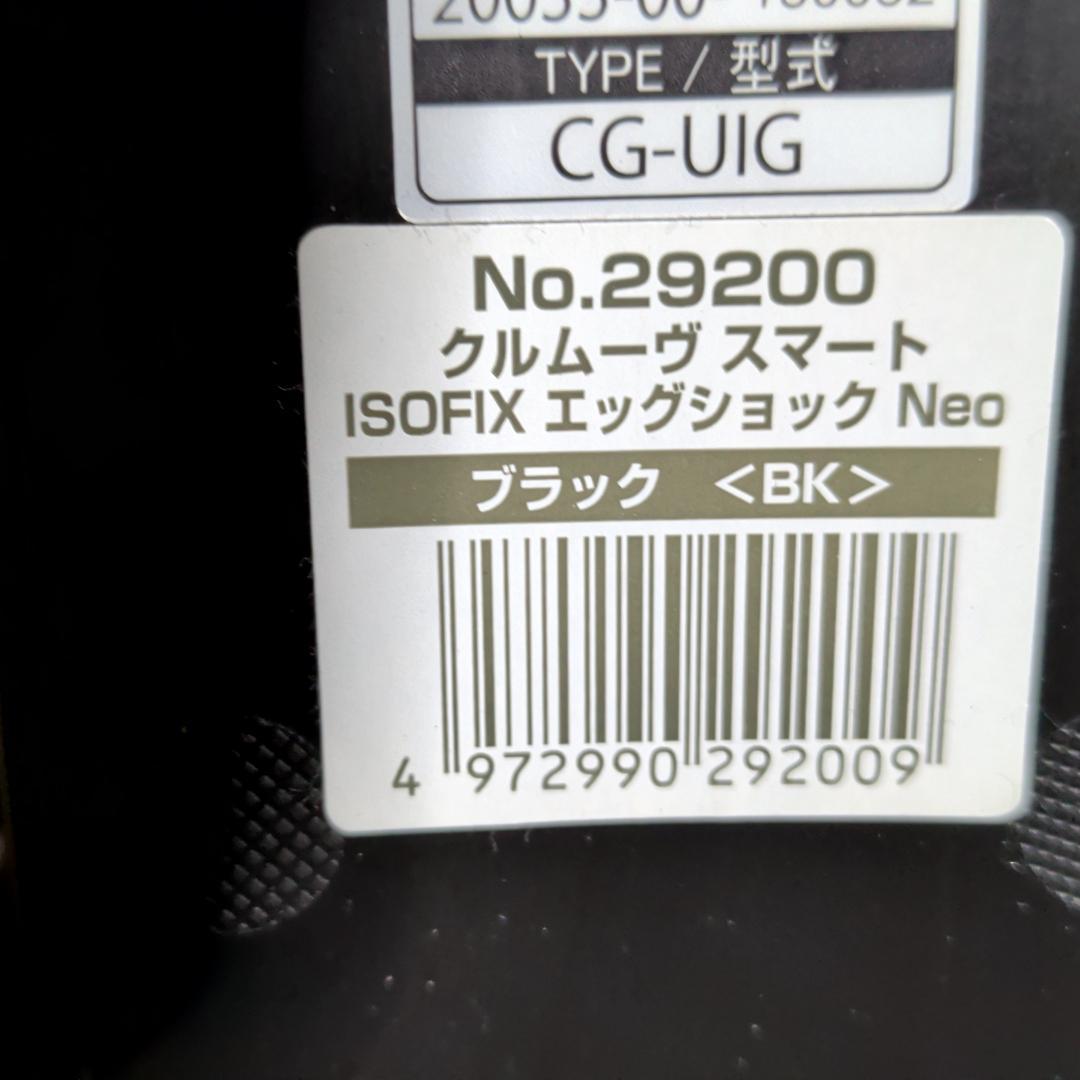 TYPE / 型式
CG-UIG
No.29200
クルムーヴ スマート
ISOFIX エッグショック Neo
ブラック <BK>
4 972990 292009